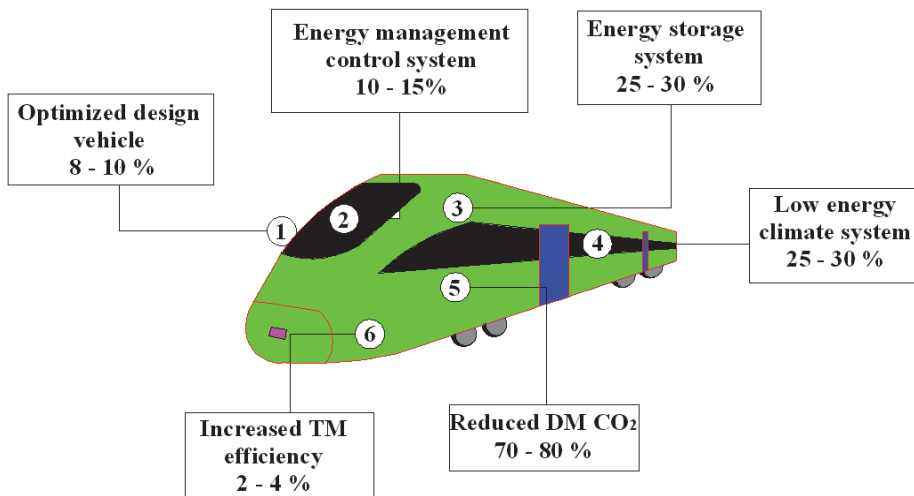 Energy management
control system
10 - 15%
Energy storage
system
25 - 30 %
Optimized design
vehicle
8 - 10 %
Low energy
climate system
25 - 30 %
1
2
3
4
5
6
Increased TM
efficiency
2 - 4 %
Reduced DM CO₂
70 - 80 %